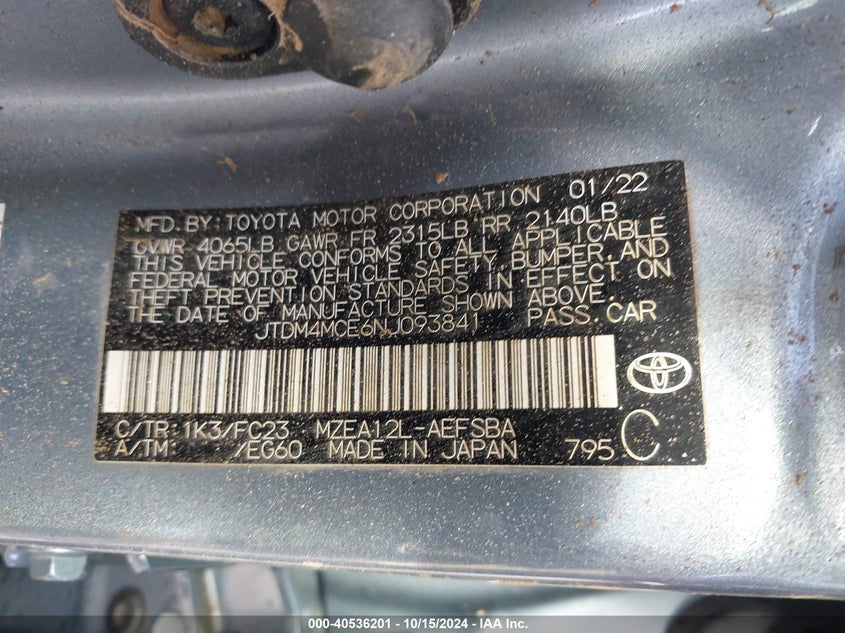 MFD. BY: TOYOTA MOTOR CORPORATION 01/22
GVWR 4065LB GAWR FR 2315LB RR 2140LB
THIS VEHICLE CONFORMS TO ALL APPLICABLE
FEDERAL MOTOR VEHICLE SAFETY, BUMPER, AND
THEFT PREVENTION STANDARDS IN EFFECT ON
THE DATE OF MANUFACTURE SHOWN ABOVE.
JTDM4MCE6NJ093841 PASS. CAR
C/TR: 1K3/FC23 MZEA12L-AEFSBA
A/TM: /EG60 MADE IN JAPAN 795 C
000-40536201 - 10/15/2024 - IAA Inc.